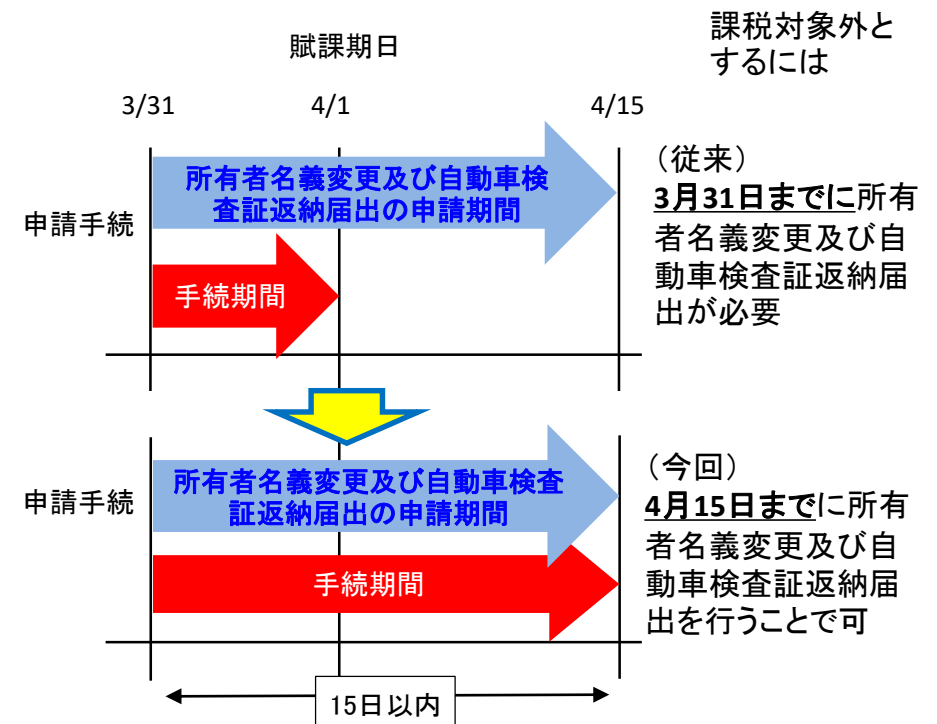 賦課期日
課税対象外と
するには
3/31
4/1
4/15
申請手続
所有者名義変更及び自動車検
査証返納届出の申請期間
手続期間
（従来）
3月31日までに所有
者名義変更及び自
動車検査証返納届
出が必要
申請手続
所有者名義変更及び自動車検査
証返納届出の申請期間
手続期間
（今回）
4月15日までに所有
者名義変更及び自
動車検査証返納届
出を行うことで可
15日以内